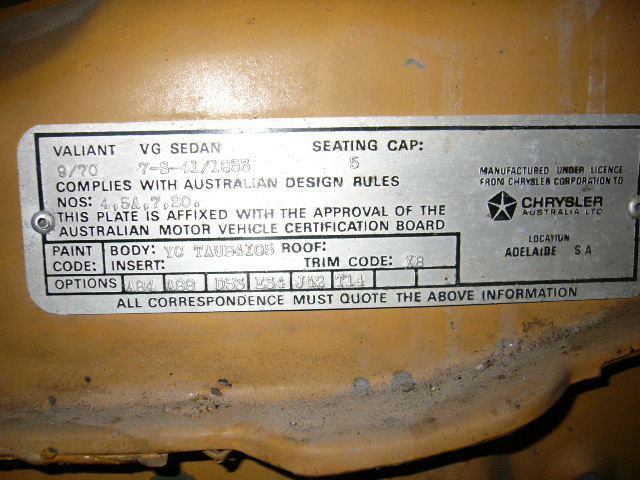 VALIANT VG SEDAN SEATING CAP:
9/70 7-S-41/1853 5
COMPLIES WITH AUSTRALIAN DESIGN RULES
NOS: 4,5A,7,20.
THIS PLATE IS AFFIXED WITH THE APPROVAL OF THE
AUSTRALIAN MOTOR VEHICLE CERTIFICATION BOARD
MANUFACTURED UNDER LICENCE
FROM CHRYSLER CORPORATION TO
CHRYSLER
AUSTRALIA LTD
LOCATION
ADELAIDE S A
PAINT BODY: YC ROOF:
CODE: INSERT: TRIM CODE: X8
OPTIONS A84 A88 D53 E34 J42 T14
ALL CORRESPONDENCE MUST QUOTE THE ABOVE INFORMATION